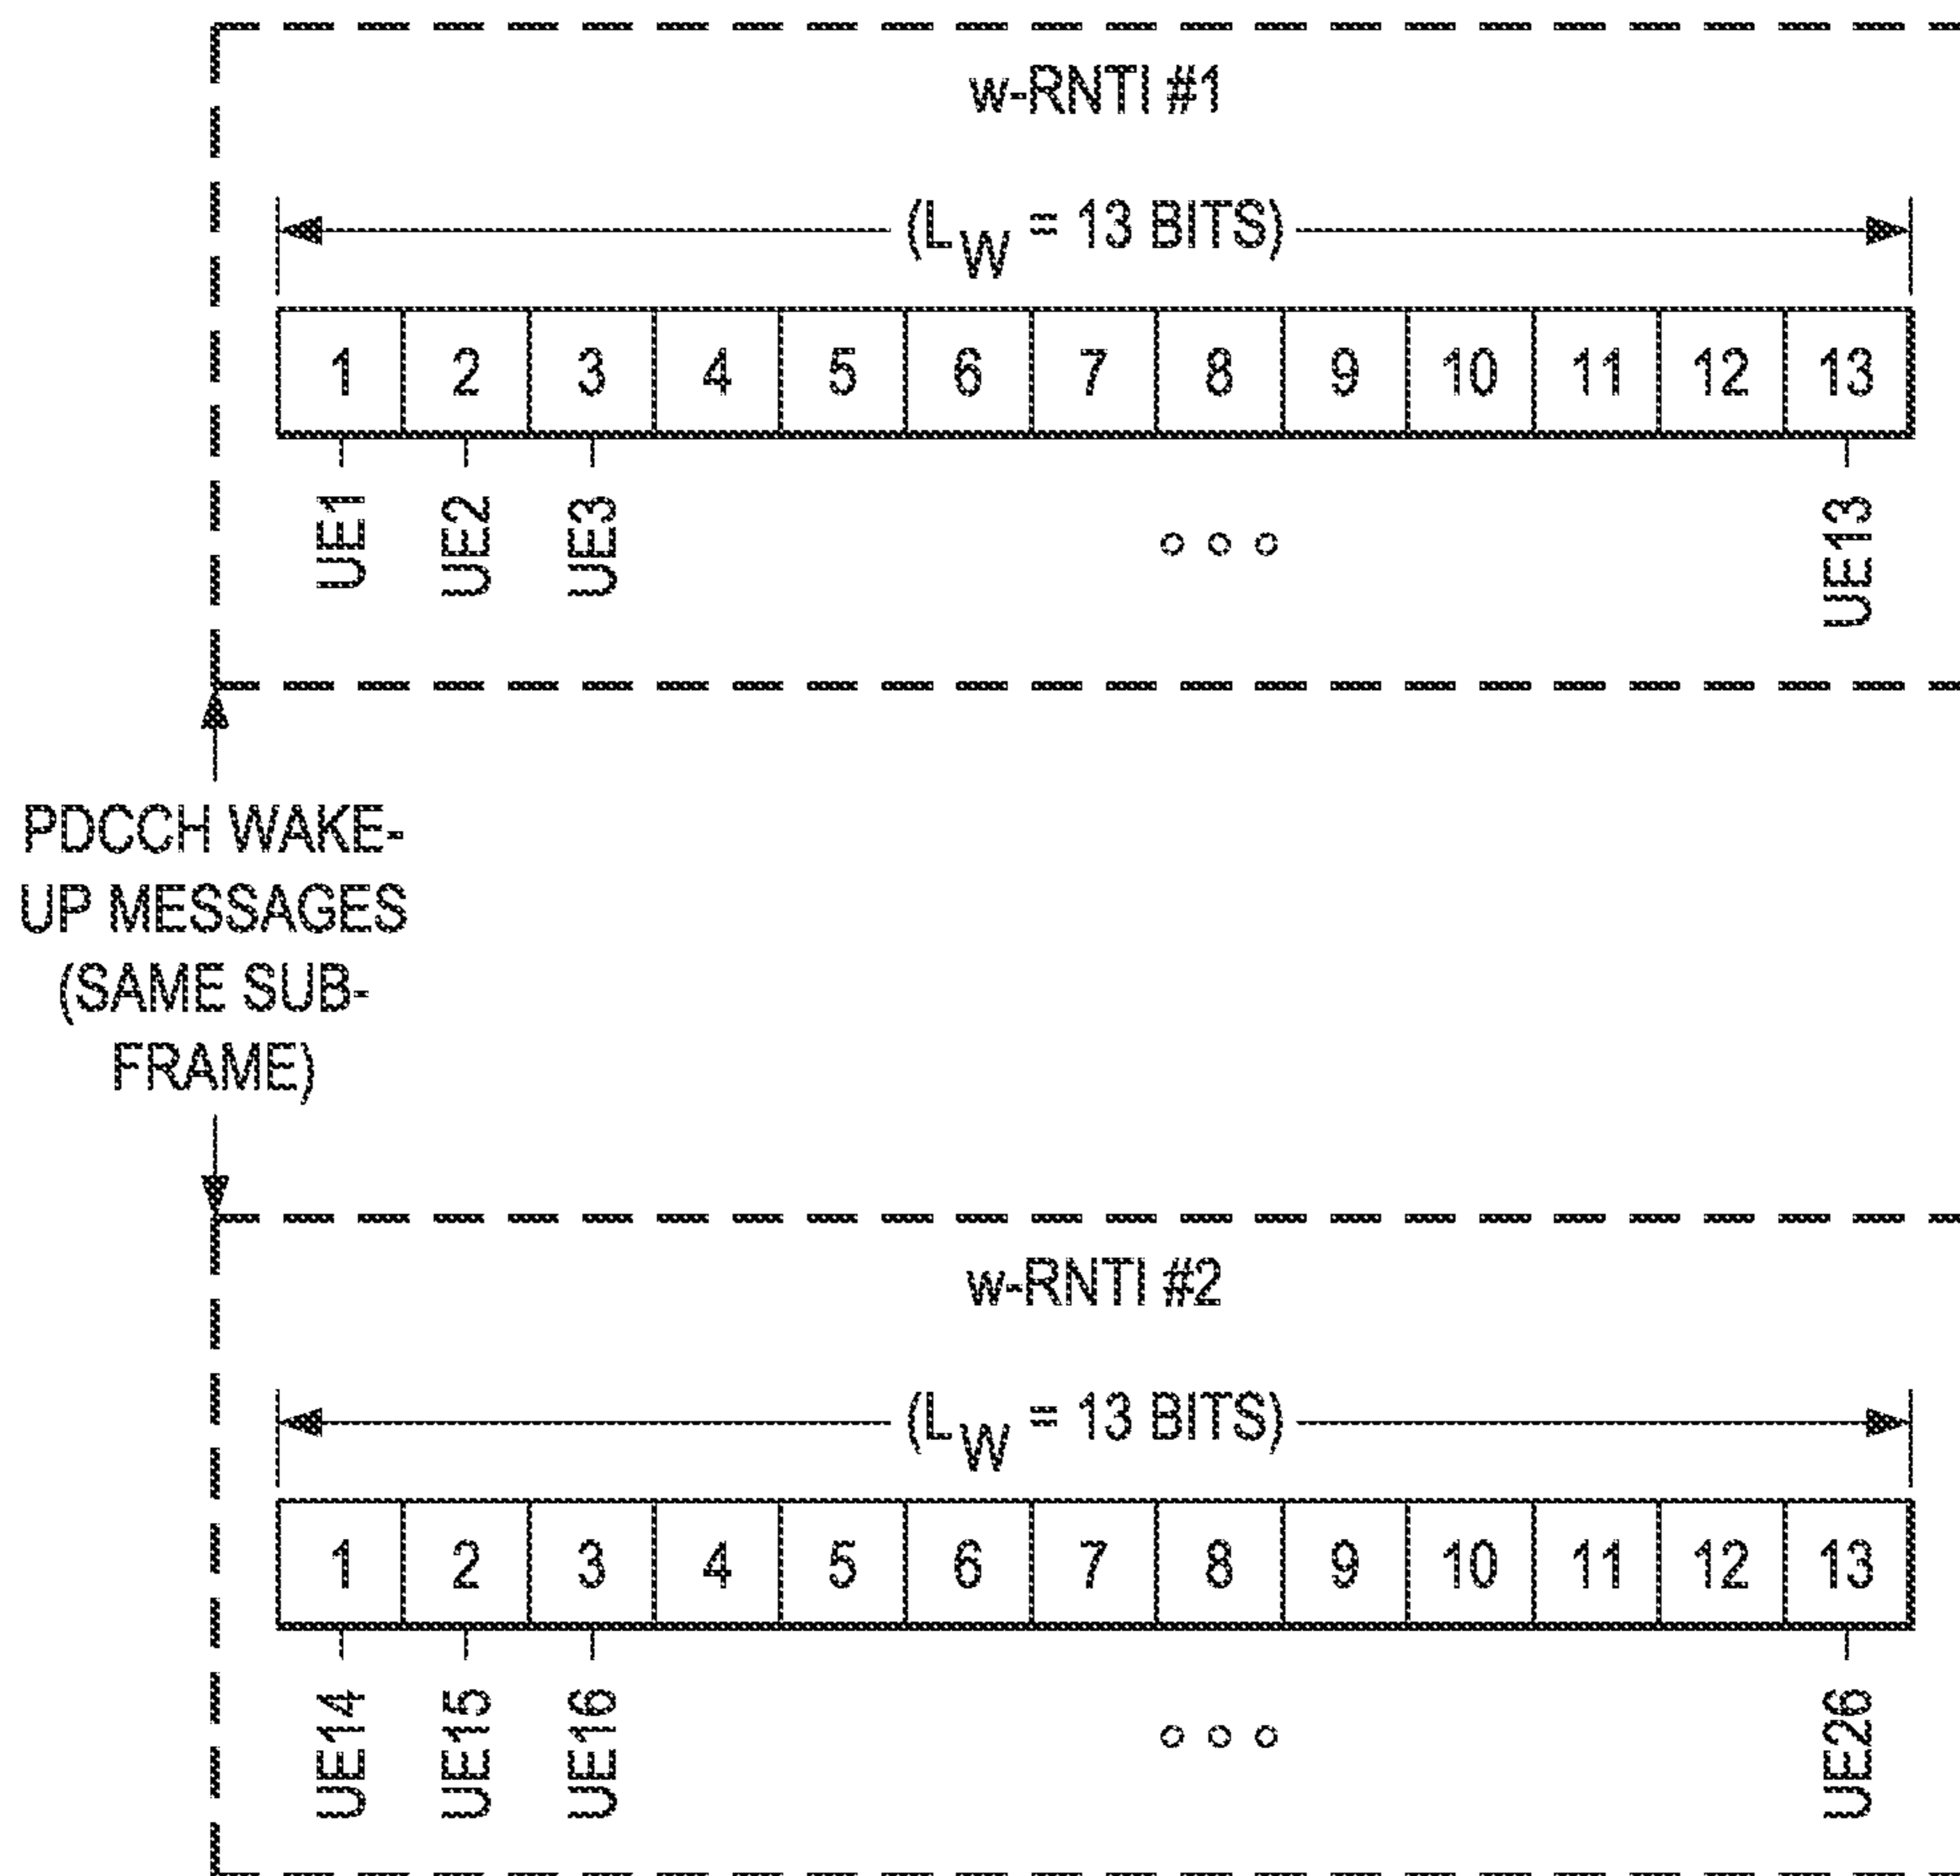 w-RNTI #1
(L_W = 13 BITS)
1 2 3 4 5 6 7 8 9 10 11 12 13
UE1 UE2 UE3 UE13
PDCCH WAKE-
UP MESSAGES
(SAME SUB-
FRAME)
w-RNTI #2
(L_W = 13 BITS)
1 2 3 4 5 6 7 8 9 10 11 12 13
UE14 UE15 UE16 UE26